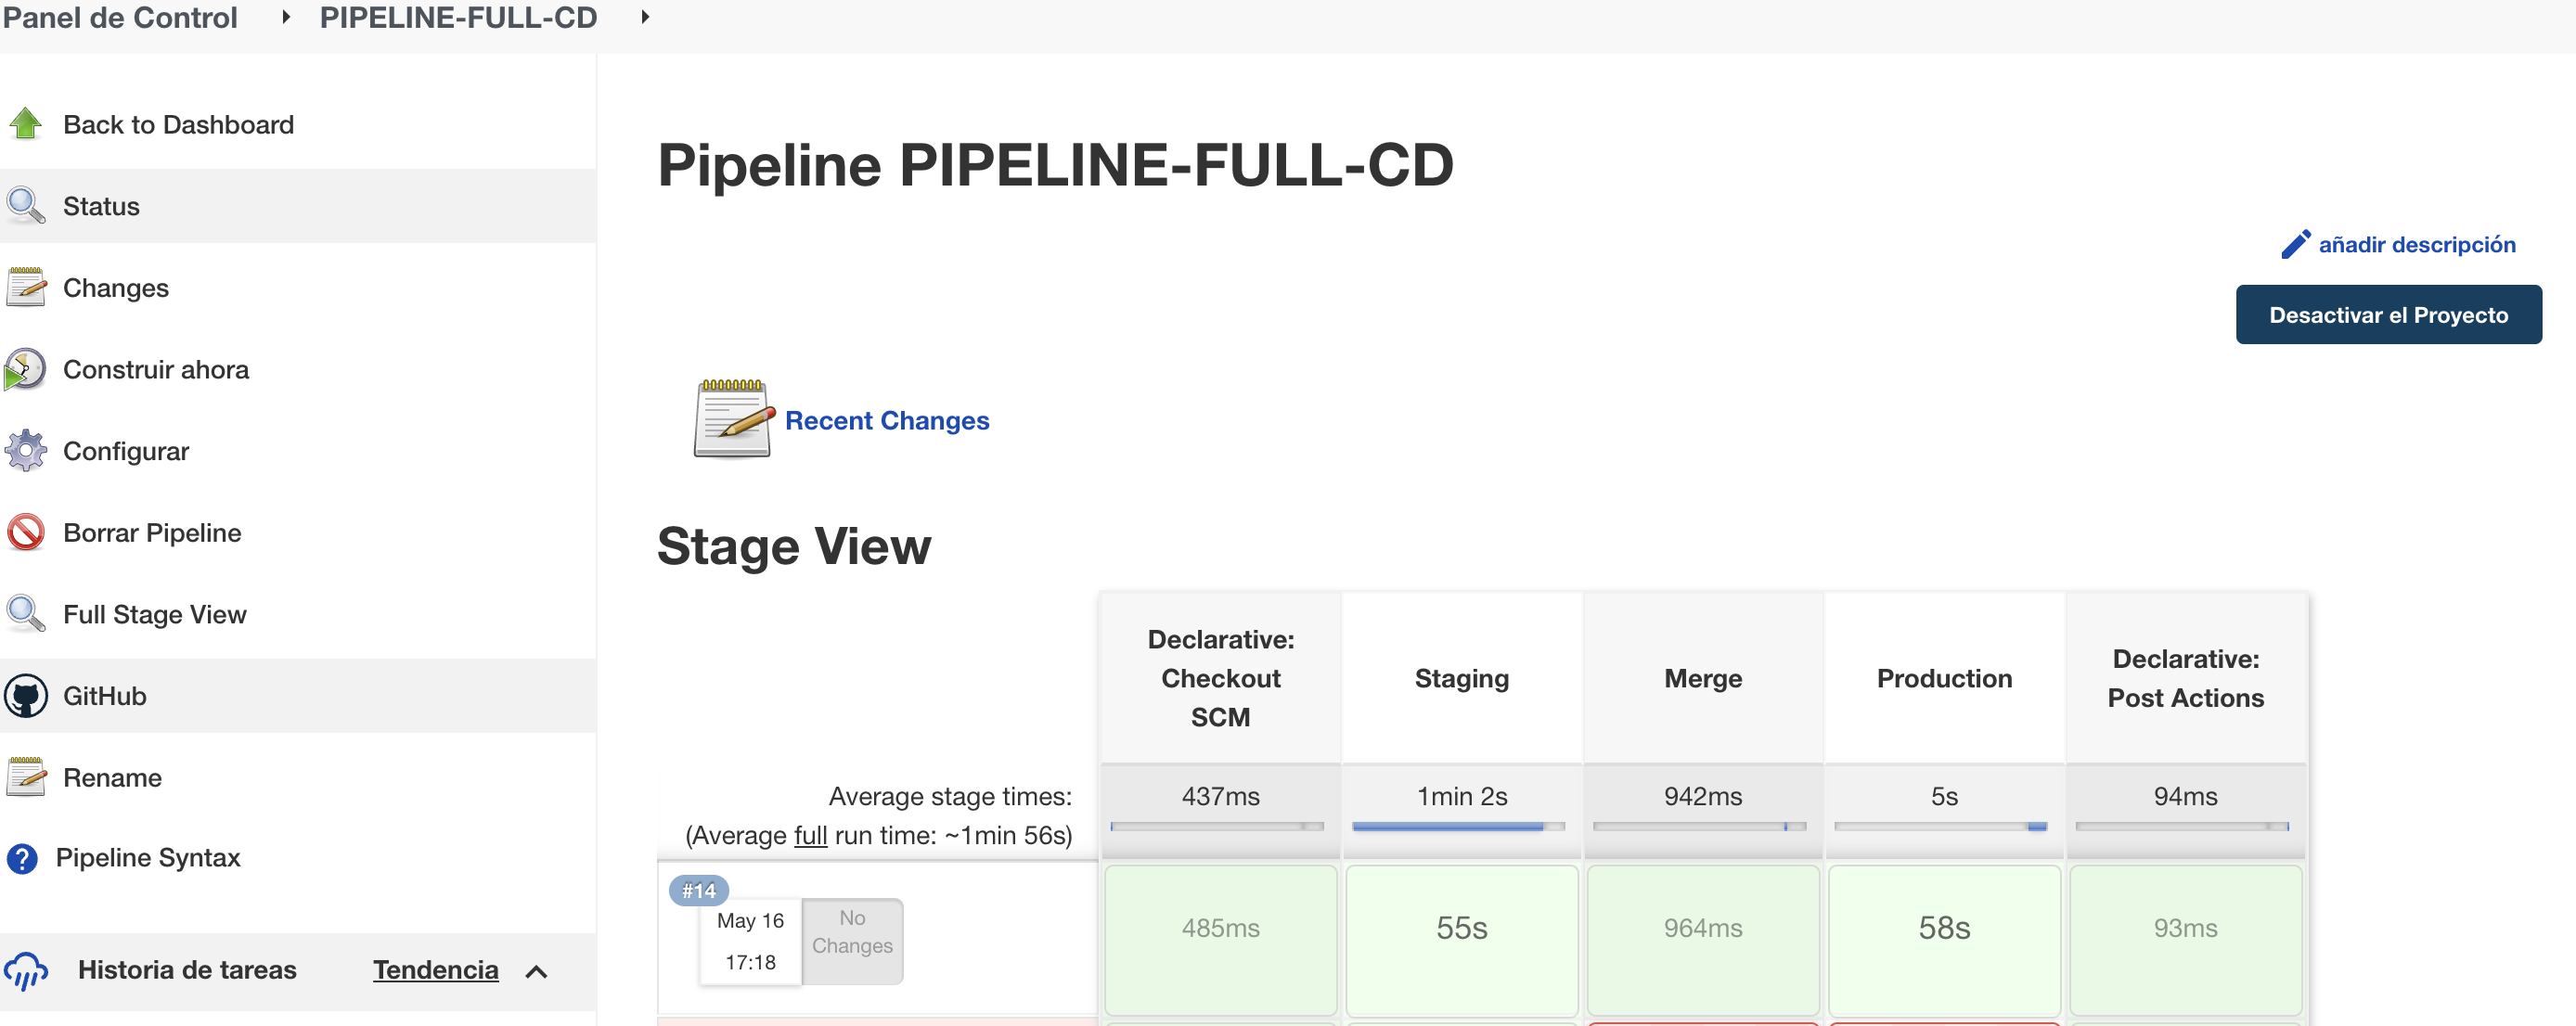 Panel de Control
PIPELINE-FULL-CD
Back to Dashboard
Status
Changes
Construir ahora
Configurar
Borrar Pipeline
Full Stage View
GitHub
Rename
Pipeline Syntax
Historia de tareas
Tendencia
Pipeline PIPELINE-FULL-CD
añadir descripción
Desactivar el Proyecto
Recent Changes
Stage View
Declarative:
Checkout
SCM
Staging
Merge
Production
Declarative:
Post Actions
Average stage times:
(Average full run time: ~1min 56s)
437ms
1min 2s
942ms
5s
94ms
#14
May 16
17:18
No
Changes
485ms
55s
964ms
58s
93ms